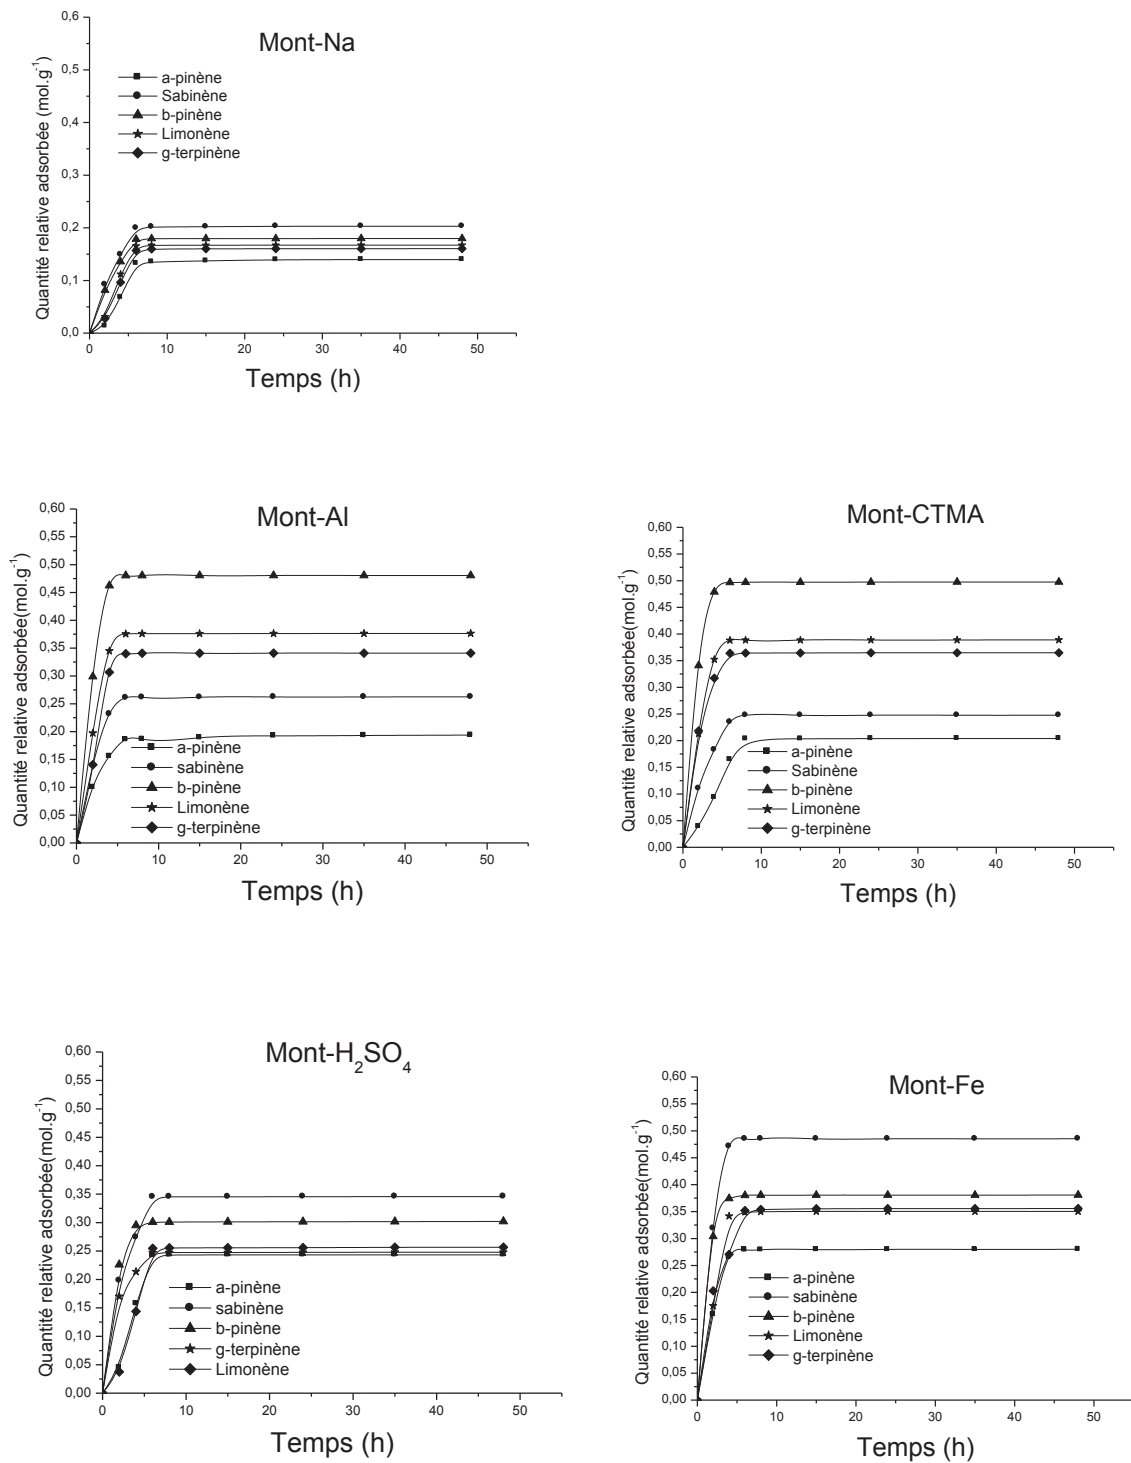 Mont-Na
Quantité relative adsorbée (mol.g-1)
0,6
0,5
0,4
0,3
0,2
0,1
0,0
a-pinène
Sabinène
b-pinène
Limonène
g-terpinène
0 10 20 30 40 50
Temps (h)
Mont-Al
Quantité relative adsorbée(mol.g-1)
0,60
0,55
0,50
0,45
0,40
0,35
0,30
0,25
0,20
0,15
0,10
0,05
0,00
a-pinène
sabinène
b-pinène
Limonène
g-terpinène
0 10 20 30 40 50
Temps (h)
Mont-CTMA
Quantité relative adsorbée(mol.g-1)
0,60
0,55
0,50
0,45
0,40
0,35
0,30
0,25
0,20
0,15
0,10
0,05
0,00
a-pinène
Sabinène
b-pinène
Limonène
g-terpinène
0 10 20 30 40 50
Temps (h)
Mont-H2SO4
Quantité relative adsorbée(mol.g-1)
0,60
0,55
0,50
0,45
0,40
0,35
0,30
0,25
0,20
0,15
0,10
0,05
0,00
a-pinène
sabinène
b-pinène
g-terpinène
Limonène
0 10 20 30 40 50
Temps (h)
Mont-Fe
Quantité relative adsorbée(mol.g-1)
0,60
0,55
0,50
0,45
0,40
0,35
0,30
0,25
0,20
0,15
0,10
0,05
0,00
a-pinène
sabinène
b-pinène
Limonène
g-terpinène
0 10 20 30 40 50
Temps (h)